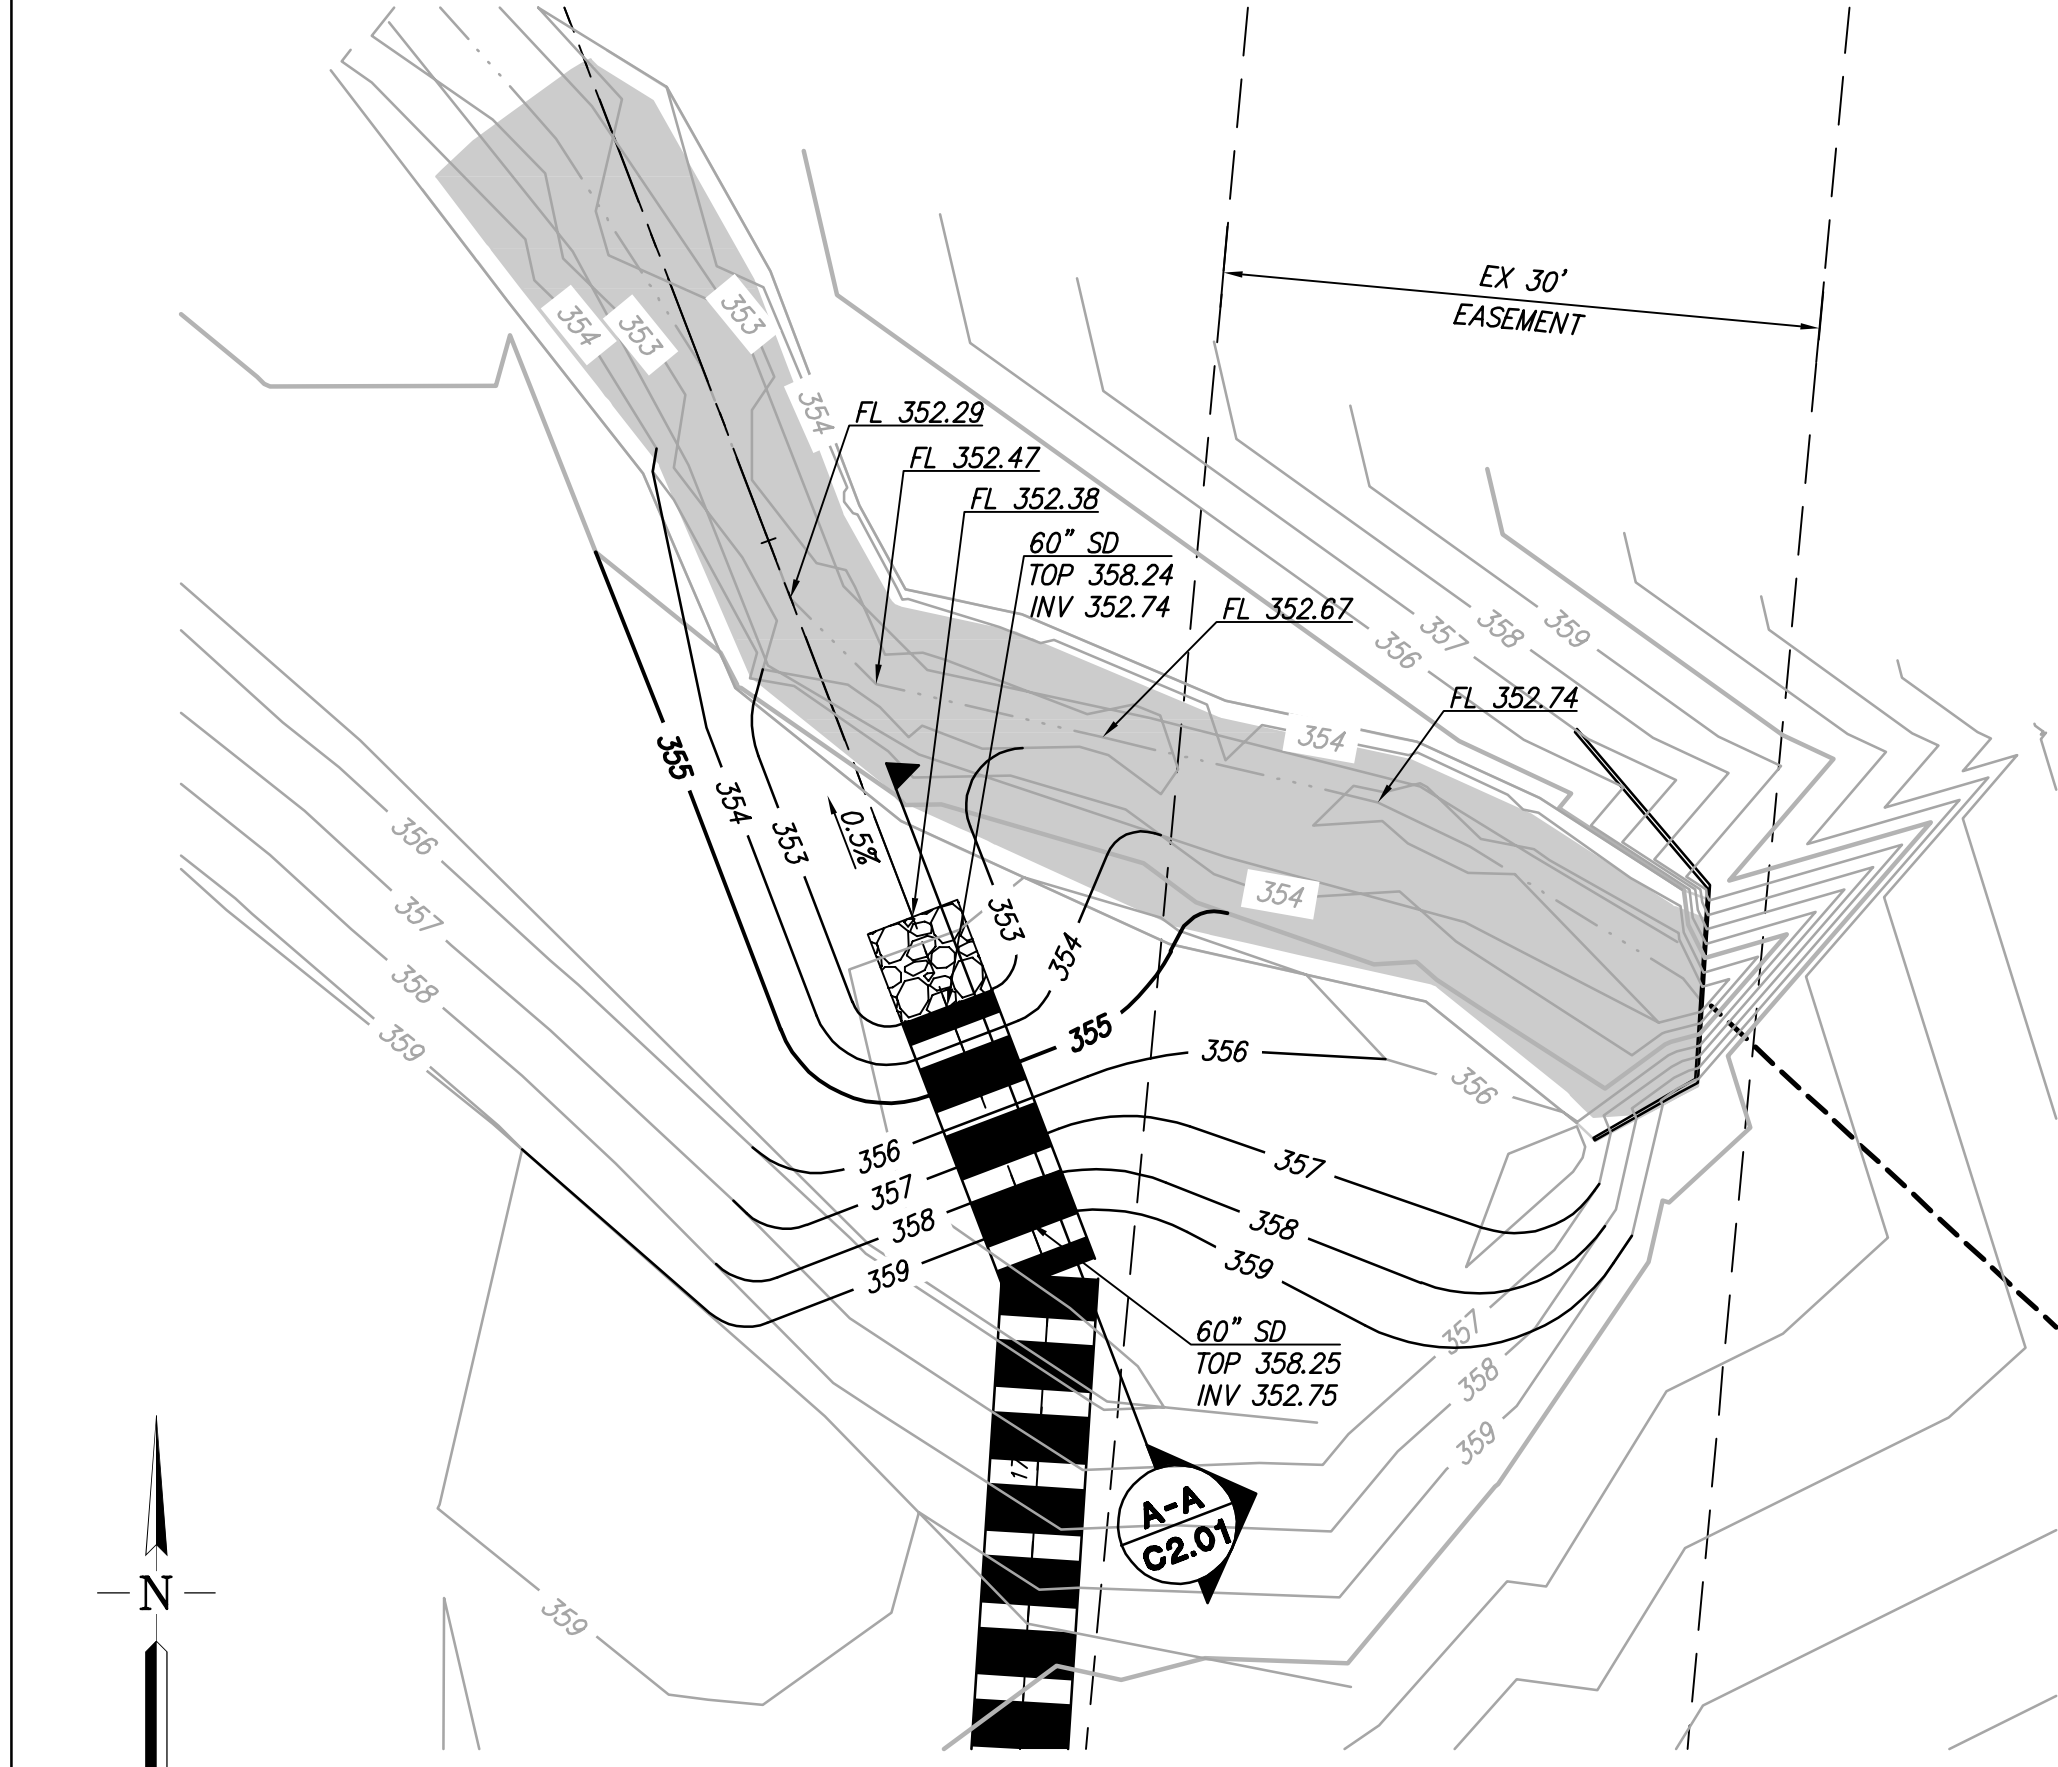 EX 30’
EASEMENT
354
353
353
354
FL 352.29
FL 352.47
FL 352.38
60” SD
TOP 358.24
INV 352.74
FL 352.67
356
357
358
359
FL 352.74
354
355
354
353
0.5%
356
357
358
359
353
354
354
355
356
356
356
357
358
359
357
358
359
60” SD
TOP 358.25
INV 352.75
357
358
359
17
A-A
C2.01
N
359